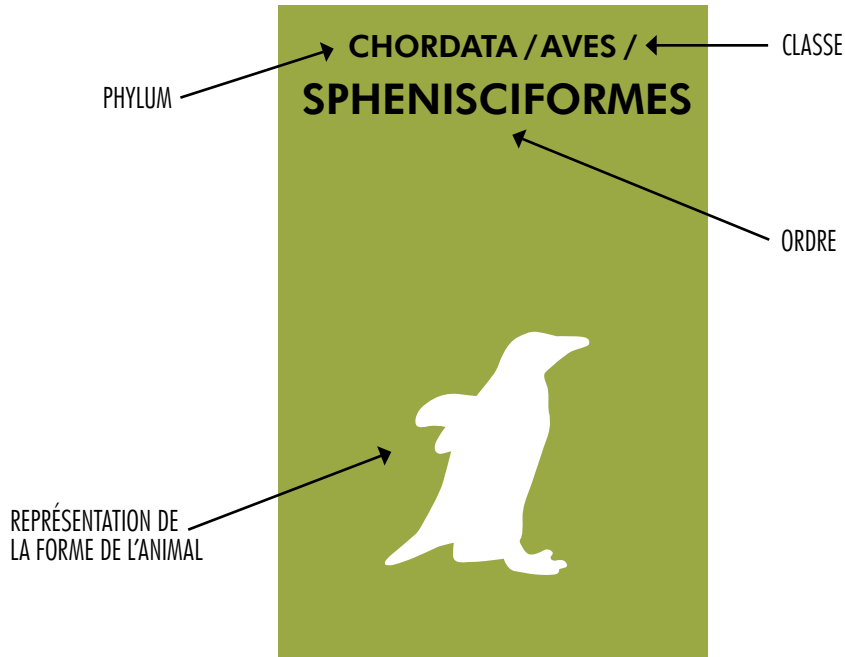 CHORDATA / AVES /
CLASSE
PHYLUM
SPHENISCIFORMES
ORDRE
REPRÉSENTATION DE
LA FORME DE L'ANIMAL